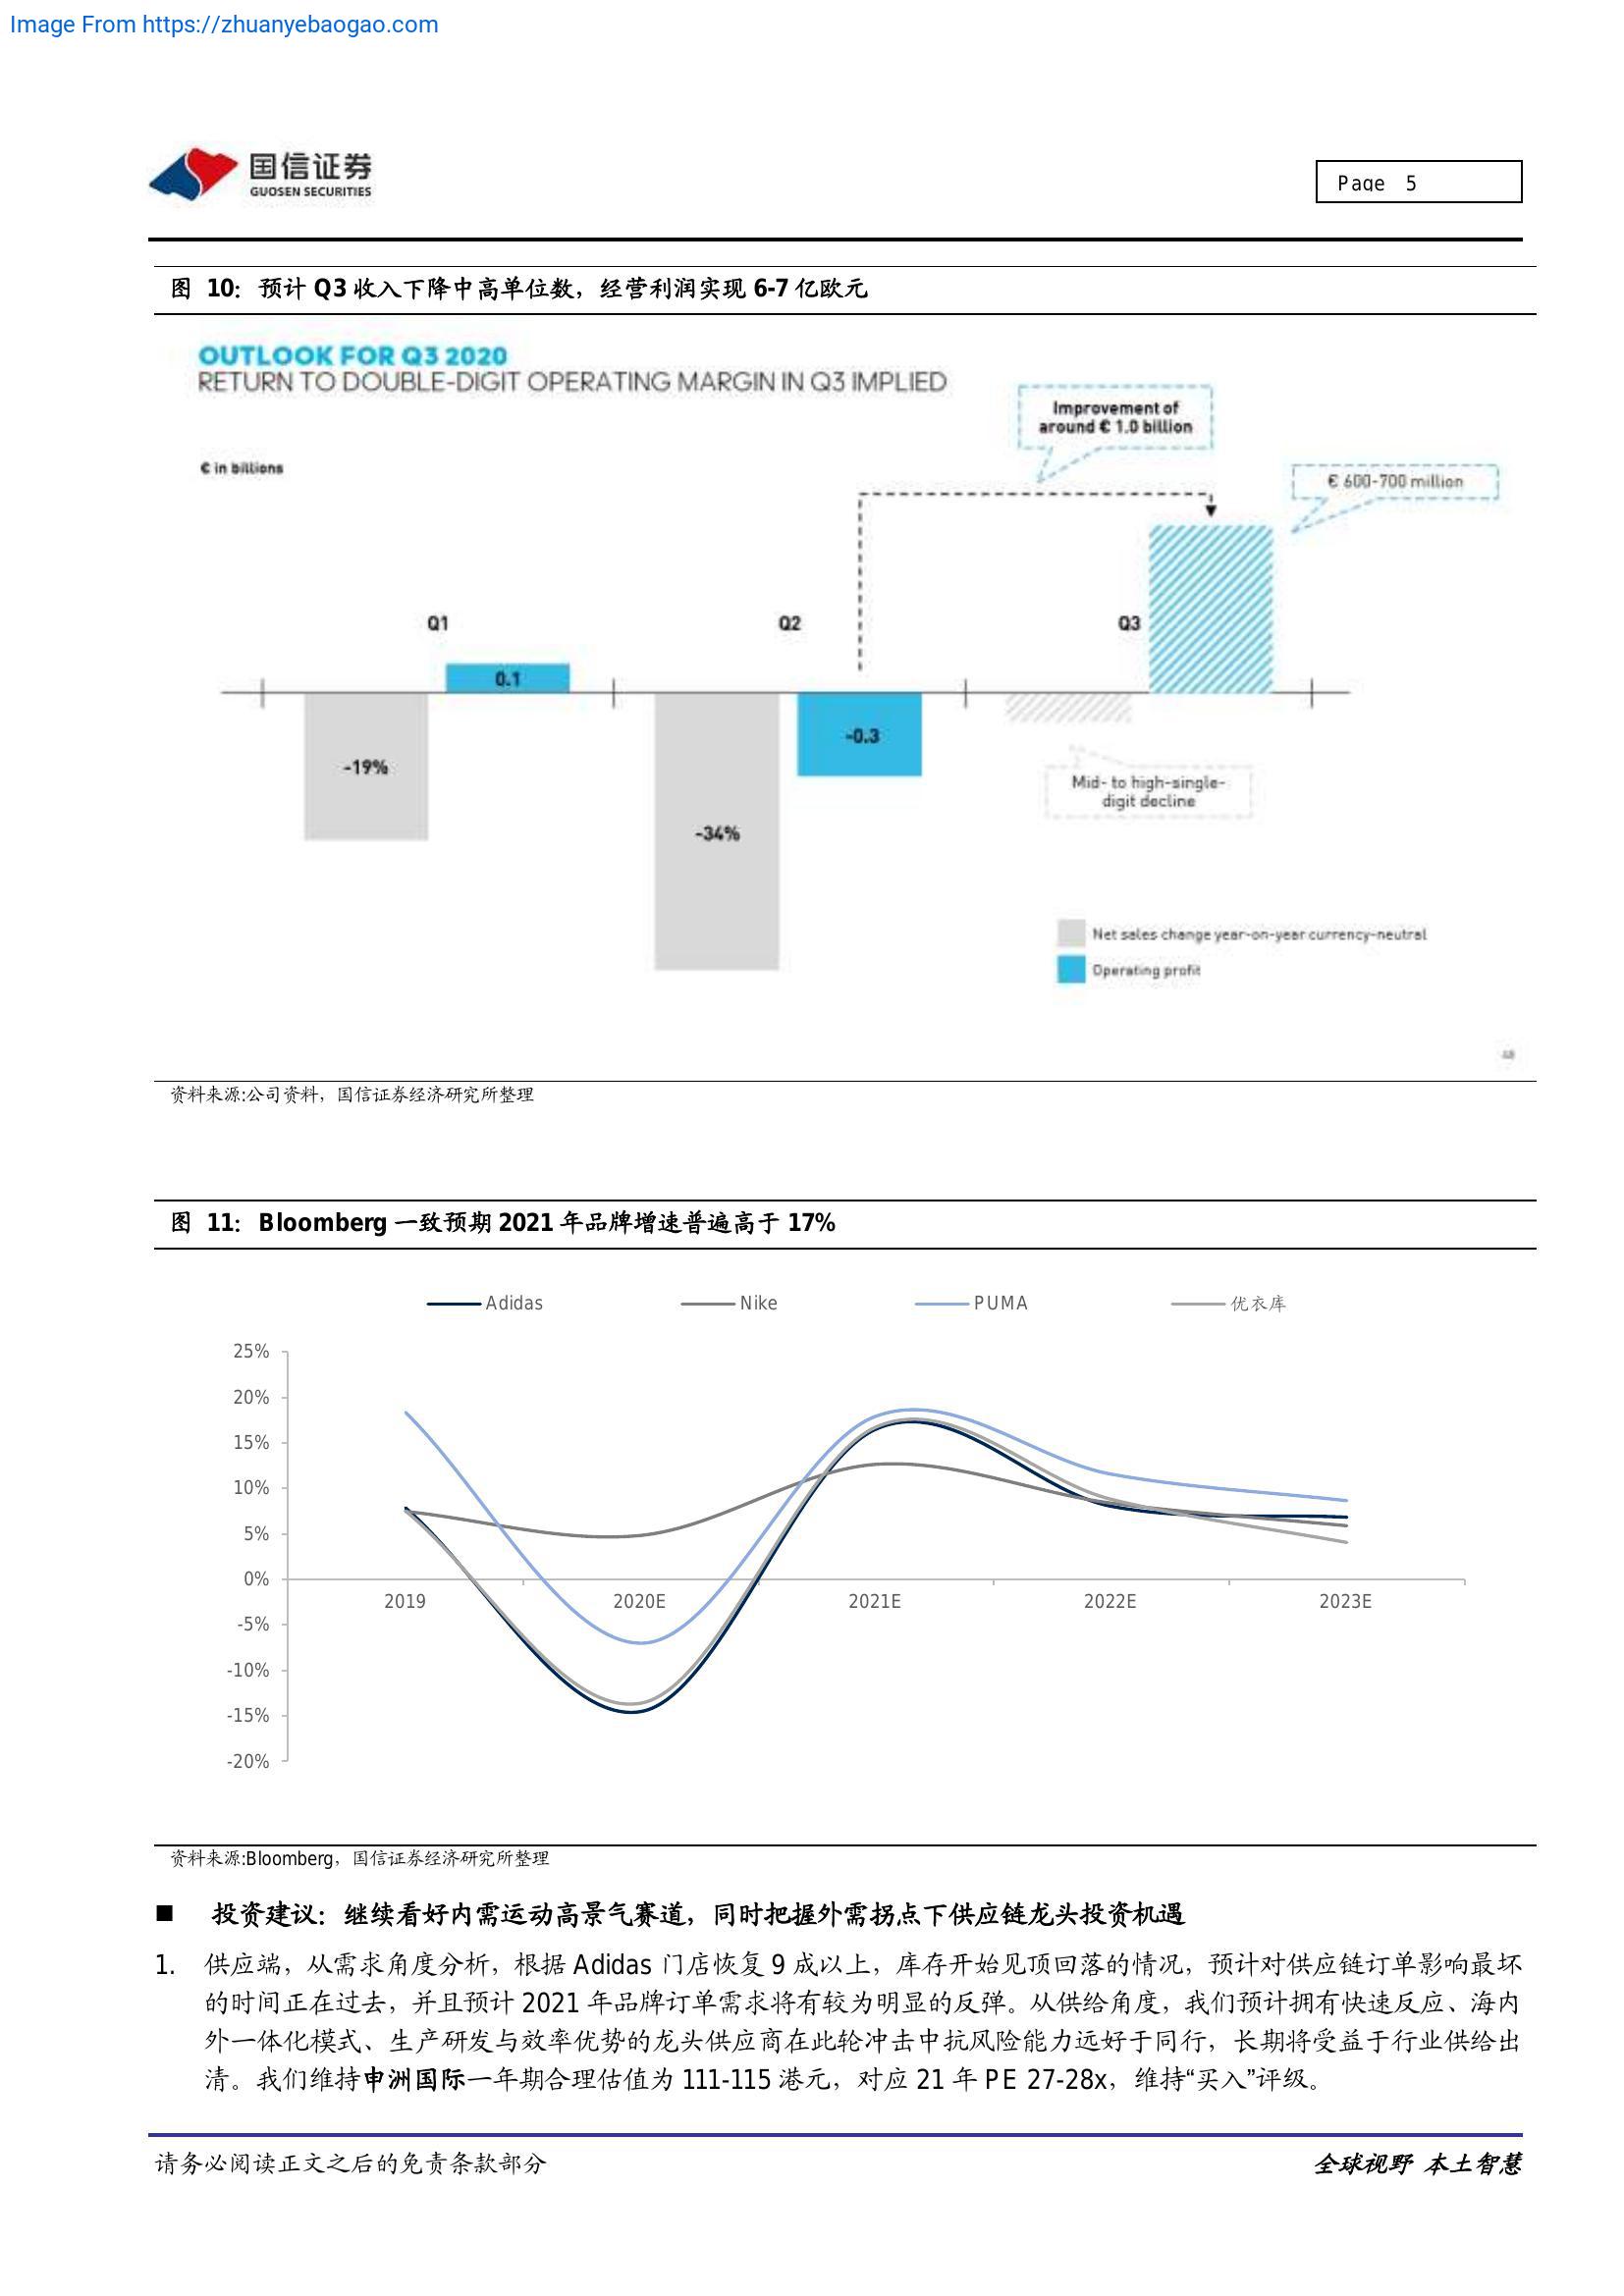 Image From https://zhuanyebaogao.com
国信证券
GUOSEN SECURITIES
Page 5
图 10：预计 Q3 收入下降中高单位数，经营利润实现 6-7 亿欧元
OUTLOOK FOR Q3 2020
RETURN TO DOUBLE-DIGIT OPERATING MARGIN IN Q3 IMPLIED
Improvement of
around € 1.0 billion
€ in billions
€ 600-700 million
Q1
Q2
Q3
0.1
-0.3
-19%
Mid- to high-single-
digit decline
-34%
Net sales change year-on-year currency-neutral
Operating profit
资料来源:公司资料，国信证券经济研究所整理
图 11：Bloomberg 一致预期 2021 年品牌增速普遍高于 17%
Adidas Nike PUMA 优衣库
25%
20%
15%
10%
5%
0%
2019 2020E 2021E 2022E 2023E
-5%
-10%
-15%
-20%
资料来源:Bloomberg，国信证券经济研究所整理
■ 投资建议：继续看好内需运动高景气赛道，同时把握外需拐点下供应链龙头投资机遇
1. 供应端，从需求角度分析，根据 Adidas 门店恢复 9 成以上，库存开始见顶回落的情况，预计对供应链订单影响最坏
的时间正在过去，并且预计 2021 年品牌订单需求将有较为明显的反弹。从供给角度，我们预计拥有快速反应、海内
外一体化模式、生产研发与效率优势的龙头供应商在此轮冲击中抗风险能力远好于同行，长期将受益于行业供给出
清。我们维持申洲国际一年期合理估值为 111-115 港元，对应 21 年 PE 27-28x，维持“买入”评级。
请务必阅读正文之后的免责条款部分
全球视野 本土智慧